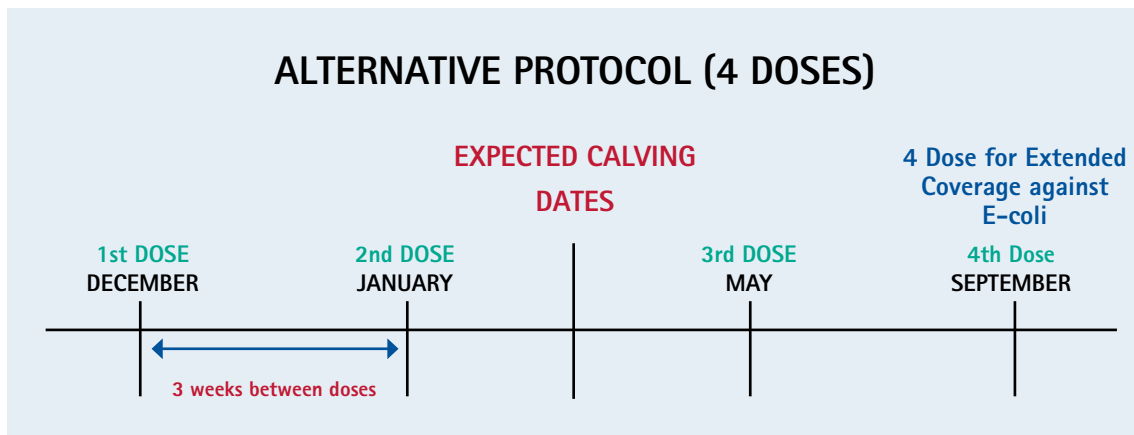 ALTERNATIVE PROTOCOL (4 DOSES)
EXPECTED CALVING
DATES
4 Dose for Extended
Coverage against
E-coli
1st DOSE
DECEMBER
2nd DOSE
JANUARY
3rd DOSE
MAY
4th Dose
SEPTEMBER
3 weeks between doses